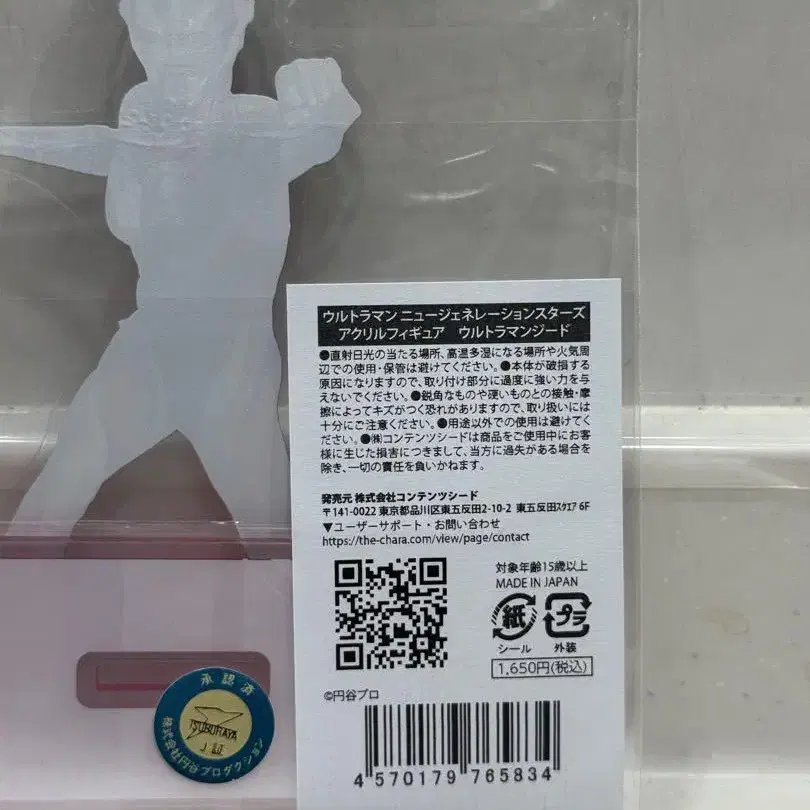 ウルトラマン ニュージェネレーションスターズ
アクリルフィギュア ウルトラマンジード
●直射日光の当たる場所、高温多湿になる場所や火気周
辺での使用・保管は避けてください。●本体が破損する
原因になりますので、取り付け部分に過度に強い力を与
えないでください。●鋭角なものや硬いものとの接触・摩
擦によってキズがつく恐れがありますので、取り扱いには
十分にご注意ください。●用途以外での使用は避けてく
ださい。●㈱コンテンツシードは商品をご使用中にお客
様に生じた損害につきまして、当方に過失がある場合を
除き、一切の責任を負いかねます。
発売元 株式会社コンテンツシード
〒141-0022 東京都品川区東五反田2-10-2 東五反田スクエア 6F
▼ユーザーサポート・お問い合わせ
https://the-chara.com/view/page/contact
対象年齢15歳以上
MADE IN JAPAN
紙
プラ
シール
外装
1,650円(税込)
©円谷プロ
4 570179 765834
承認済
TSUBURAYA
J 証
株式会社円谷プロダクション